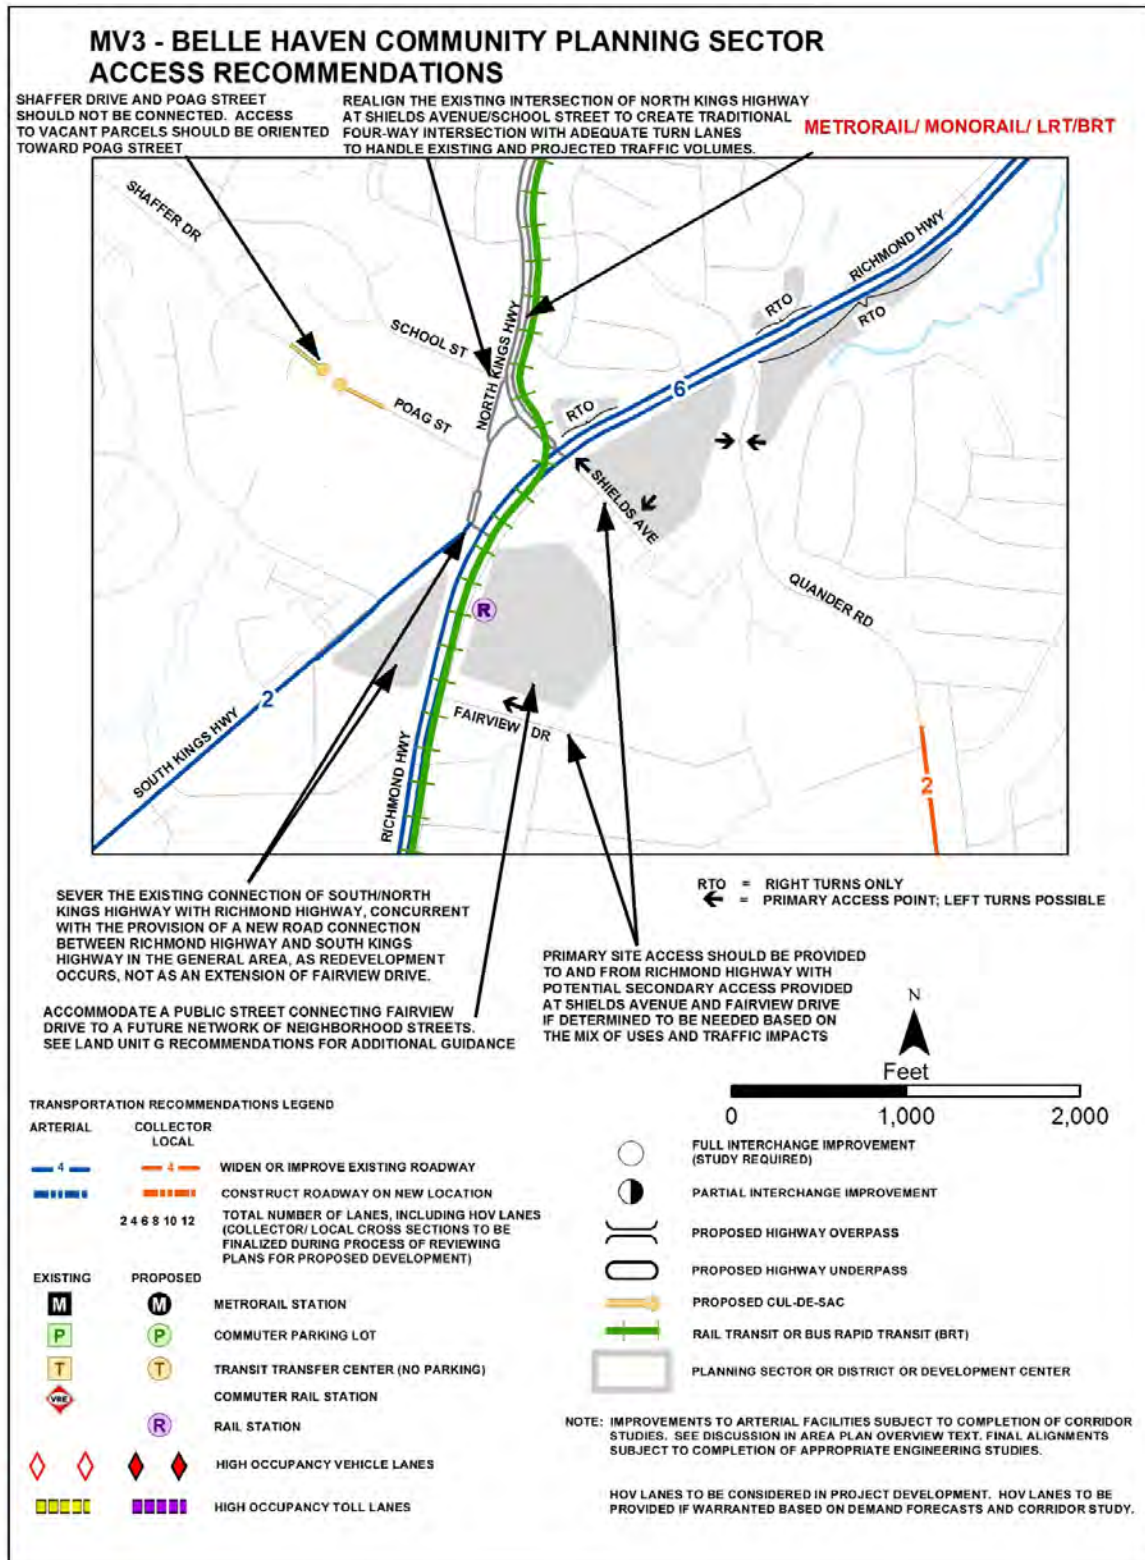 MV3 - BELLE HAVEN COMMUNITY PLANNING SECTOR
ACCESS RECOMMENDATIONS
SHAFFER DRIVE AND POAG STREET
SHOULD NOT BE CONNECTED. ACCESS
TO VACANT PARCELS SHOULD BE ORIENTED
TOWARD POAG STREET
REALIGN THE EXISTING INTERSECTION OF NORTH KINGS HIGHWAY
AT SHIELDS AVENUE/SCHOOL STREET TO CREATE TRADITIONAL
FOUR-WAY INTERSECTION WITH ADEQUATE TURN LANES
TO HANDLE EXISTING AND PROJECTED TRAFFIC VOLUMES.
METRORAIL/ MONORAIL/ LRT/BRT
SHAFFER DR
SCHOOL ST
NORTH KINGS HWY
POAG ST
RICHMOND HWY
RTO
RTO
RTO
6
SHIELDS AVE
QUANDER RD
R
2
SOUTH KINGS HWY
FAIRVIEW DR
RICHMOND HWY
2
SEVER THE EXISTING CONNECTION OF SOUTH/NORTH
KINGS HIGHWAY WITH RICHMOND HIGHWAY, CONCURRENT
WITH THE PROVISION OF A NEW ROAD CONNECTION
BETWEEN RICHMOND HIGHWAY AND SOUTH KINGS
HIGHWAY IN THE GENERAL AREA, AS REDEVELOPMENT
OCCURS, NOT AS AN EXTENSION OF FAIRVIEW DRIVE.
ACCOMMODATE A PUBLIC STREET CONNECTING FAIRVIEW
DRIVE TO A FUTURE NETWORK OF NEIGHBORHOOD STREETS.
SEE LAND UNIT G RECOMMENDATIONS FOR ADDITIONAL GUIDANCE
RTO = RIGHT TURNS ONLY
= PRIMARY ACCESS POINT; LEFT TURNS POSSIBLE
PRIMARY SITE ACCESS SHOULD BE PROVIDED
TO AND FROM RICHMOND HIGHWAY WITH
POTENTIAL SECONDARY ACCESS PROVIDED
AT SHIELDS AVENUE AND FAIRVIEW DRIVE
IF DETERMINED TO BE NEEDED BASED ON
THE MIX OF USES AND TRAFFIC IMPACTS
N
Feet
0 1,000 2,000
TRANSPORTATION RECOMMENDATIONS LEGEND
ARTERIAL COLLECTOR
LOCAL
4 4 WIDEN OR IMPROVE EXISTING ROADWAY
CONSTRUCT ROADWAY ON NEW LOCATION
2 4 6 8 10 12 TOTAL NUMBER OF LANES, INCLUDING HOV LANES
(COLLECTOR/ LOCAL CROSS SECTIONS TO BE
FINALIZED DURING PROCESS OF REVIEWING
PLANS FOR PROPOSED DEVELOPMENT)
EXISTING PROPOSED
M M METRORAIL STATION
P P COMMUTER PARKING LOT
T T TRANSIT TRANSFER CENTER (NO PARKING)
VRE COMMUTER RAIL STATION
R RAIL STATION
HIGH OCCUPANCY VEHICLE LANES
HIGH OCCUPANCY TOLL LANES
FULL INTERCHANGE IMPROVEMENT
(STUDY REQUIRED)
PARTIAL INTERCHANGE IMPROVEMENT
PROPOSED HIGHWAY OVERPASS
PROPOSED HIGHWAY UNDERPASS
PROPOSED CUL-DE-SAC
RAIL TRANSIT OR BUS RAPID TRANSIT (BRT)
PLANNING SECTOR OR DISTRICT OR DEVELOPMENT CENTER
NOTE: IMPROVEMENTS TO ARTERIAL FACILITIES SUBJECT TO COMPLETION OF CORRIDOR
STUDIES. SEE DISCUSSION IN AREA PLAN OVERVIEW TEXT. FINAL ALIGNMENTS
SUBJECT TO COMPLETION OF APPROPRIATE ENGINEERING STUDIES.
HOV LANES TO BE CONSIDERED IN PROJECT DEVELOPMENT. HOV LANES TO BE
PROVIDED IF WARRANTED BASED ON DEMAND FORECASTS AND CORRIDOR STUDY.